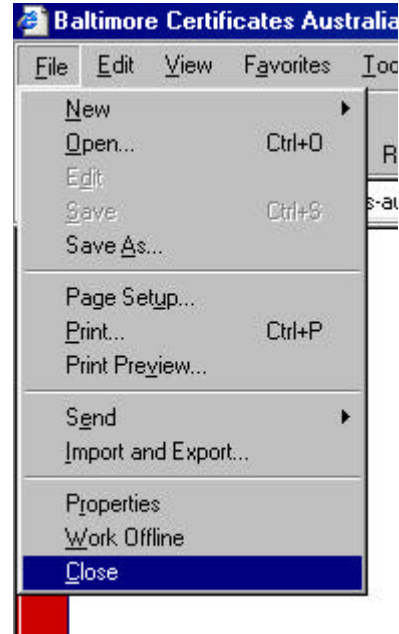 Baltimore Certificates Australia
File Edit View Favorites Too
New
Open... Ctrl+O
Edit
Save Ctrl+S
Save As...
R
s-au
Page Setup...
Print... Ctrl+P
Print Preview...
Send
Import and Export...
Properties
Work Offline
Close